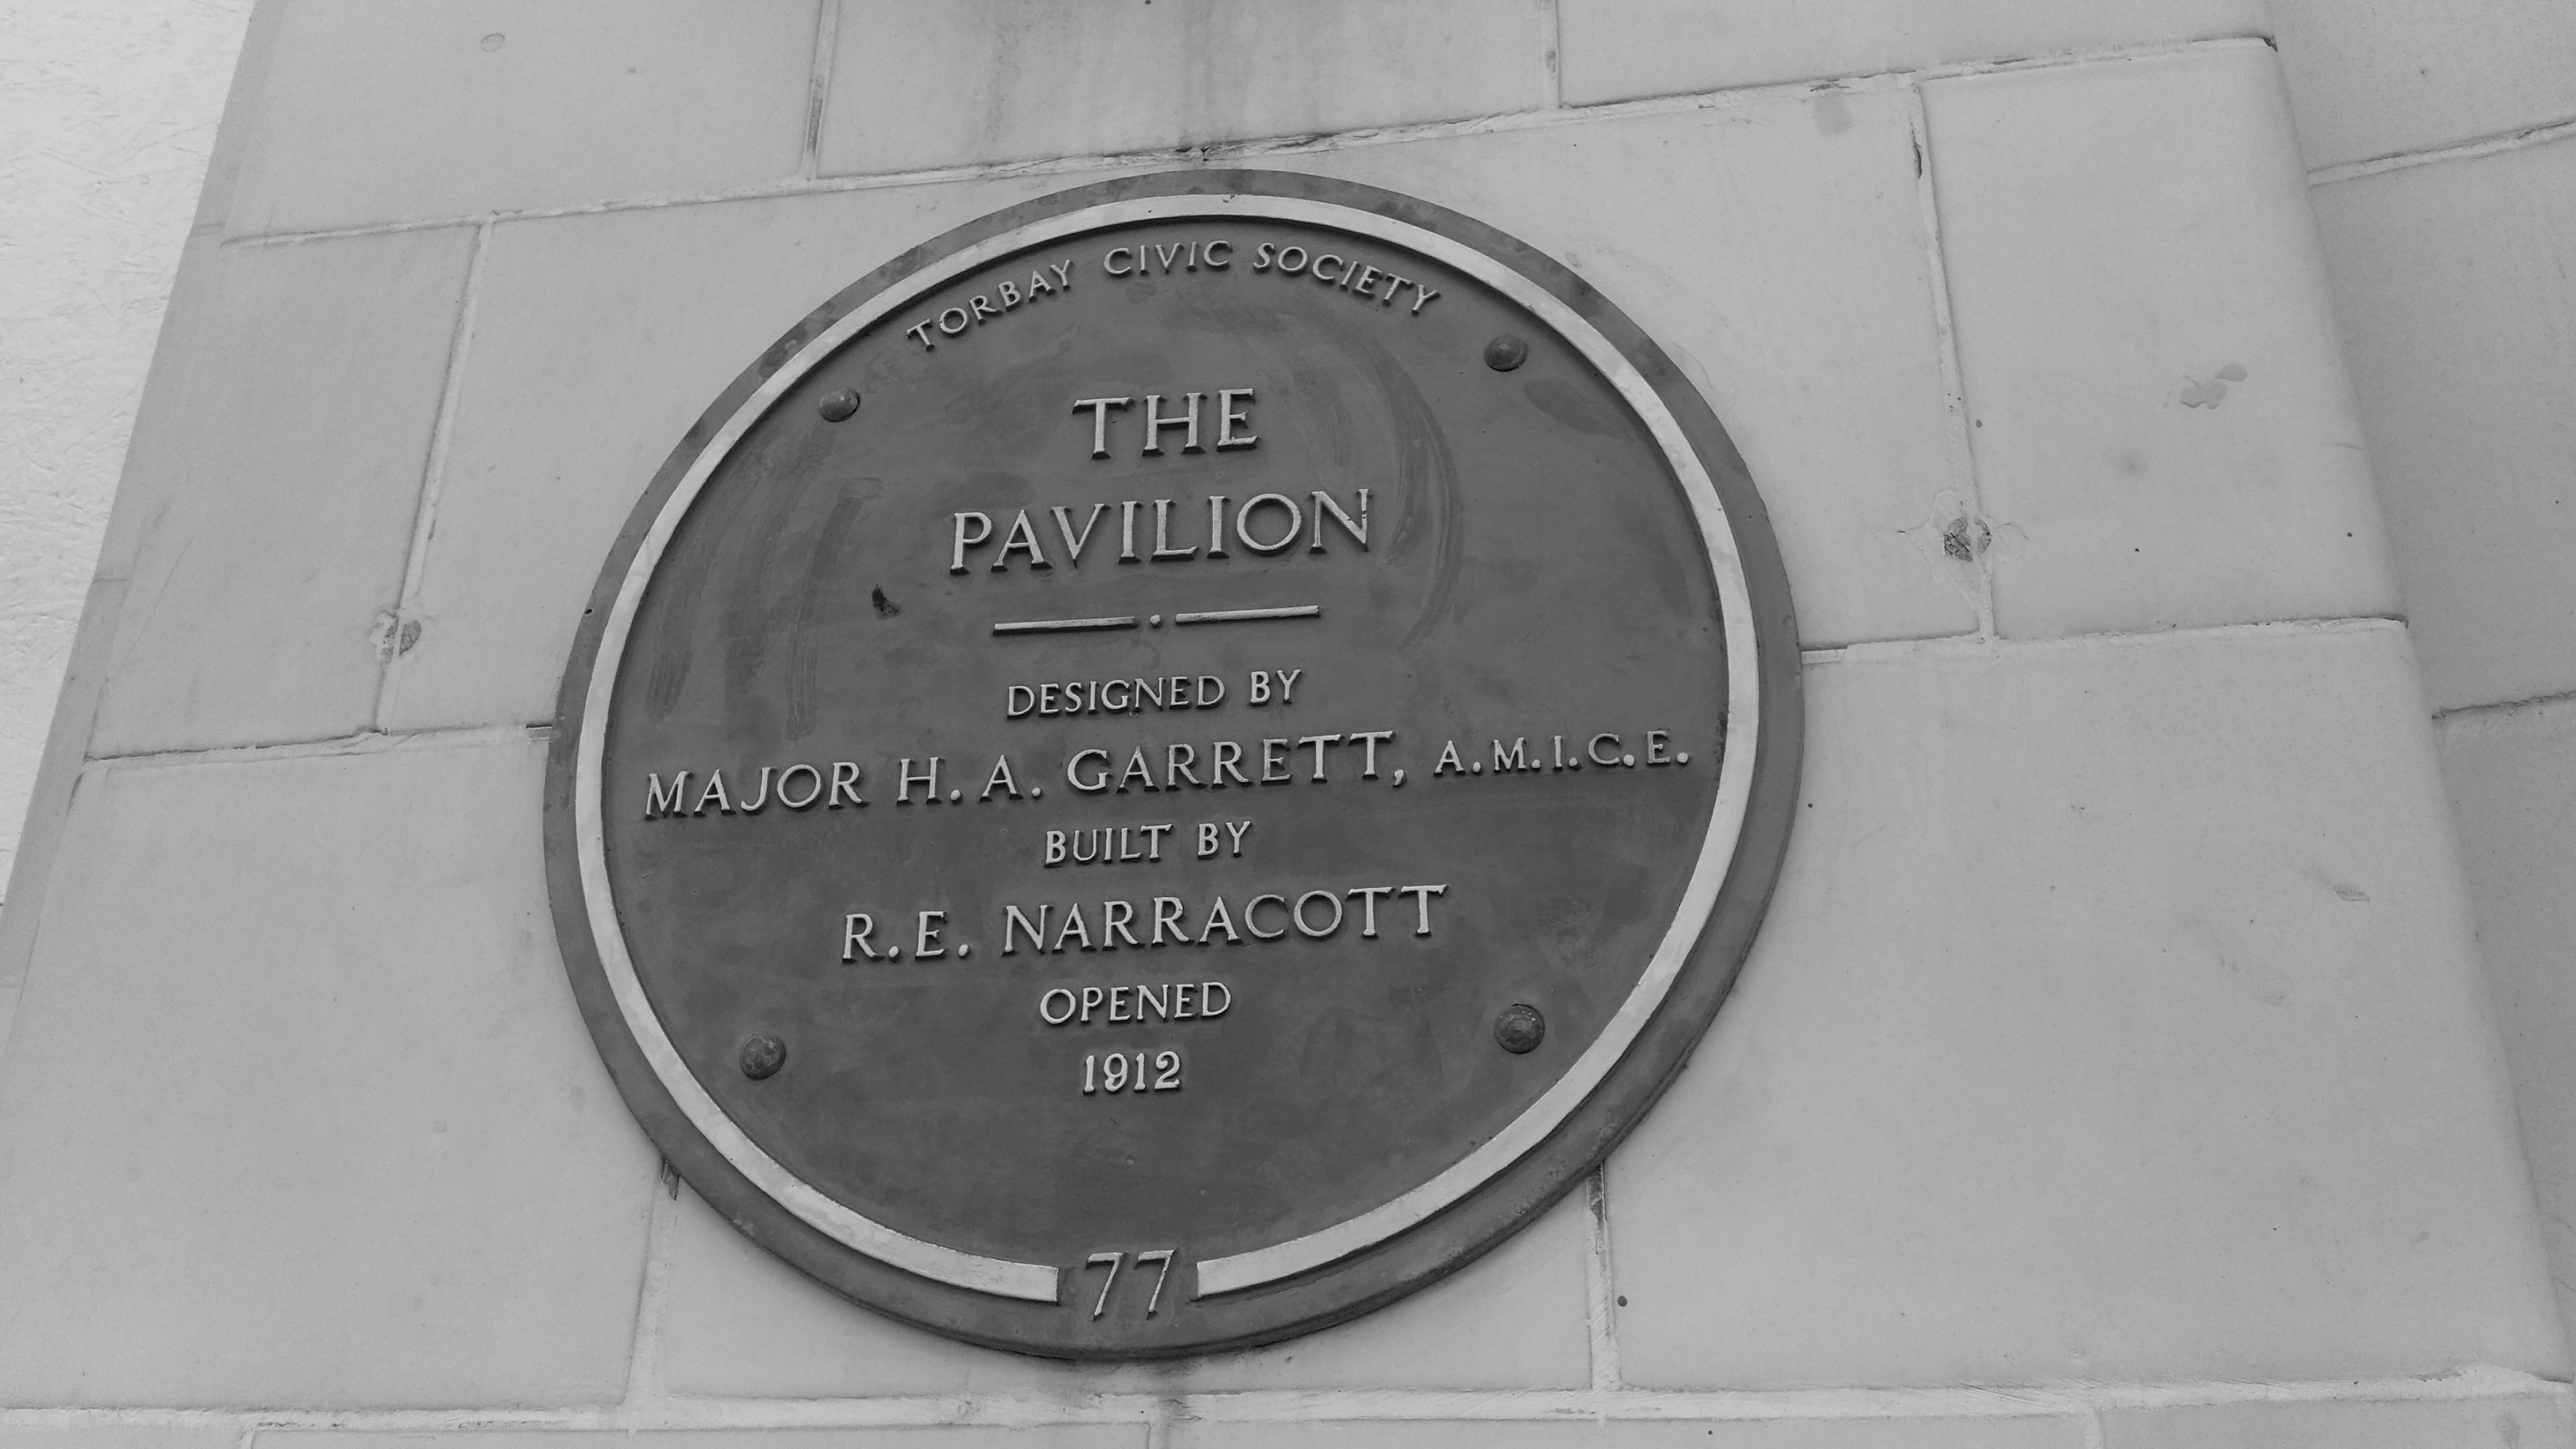 TORBAY CIVIC SOCIETY
THE
PAVILION
DESIGNED BY
MAJOR H. A. GARRETT, A.M.I.C.E.
BUILT BY
R.E. NARRACOTT
OPENED
1912
77